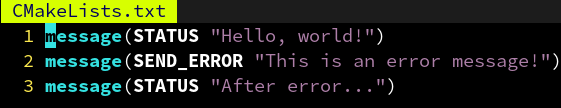 CMakeLists.txt
1 message(STATUS "Hello, world!")
2 message(SEND_ERROR "This is an error message!")
3 message(STATUS "After error...")